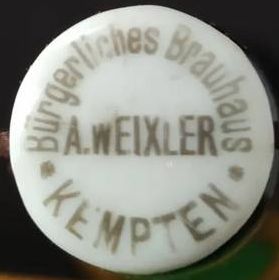 Bürgerliches Brauhaus
A. WEIXLER
* KEMPTEN *